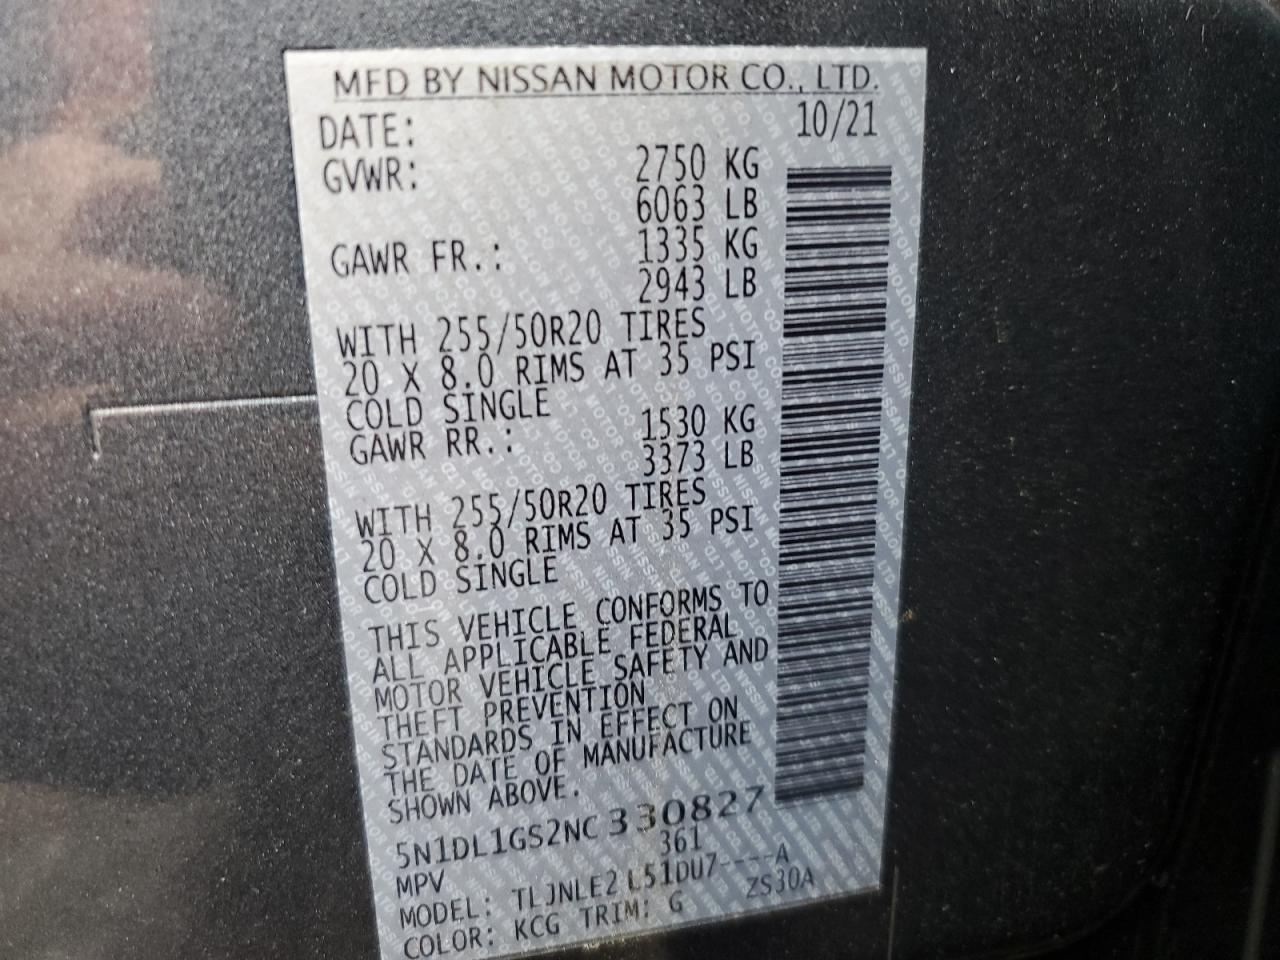 MFD BY NISSAN MOTOR CO., LTD.
DATE: 10/21
GVWR: 2750 KG
6063 LB
GAWR FR.: 1335 KG
2943 LB
WITH 255/50R20 TIRES
20 X 8.0 RIMS AT 35 PSI
COLD SINGLE
GAWR RR.: 1530 KG
3373 LB
WITH 255/50R20 TIRES
20 X 8.0 RIMS AT 35 PSI
COLD SINGLE
THIS VEHICLE CONFORMS TO
ALL APPLICABLE FEDERAL
MOTOR VEHICLE SAFETY AND
THEFT PREVENTION
STANDARDS IN EFFECT ON
THE DATE OF MANUFACTURE
SHOWN ABOVE.
5N1DL1GS2NC330827
MPV 361
MODEL: TLJNLE2 L51DU7----A
COLOR: KCG TRIM: G ZS30A